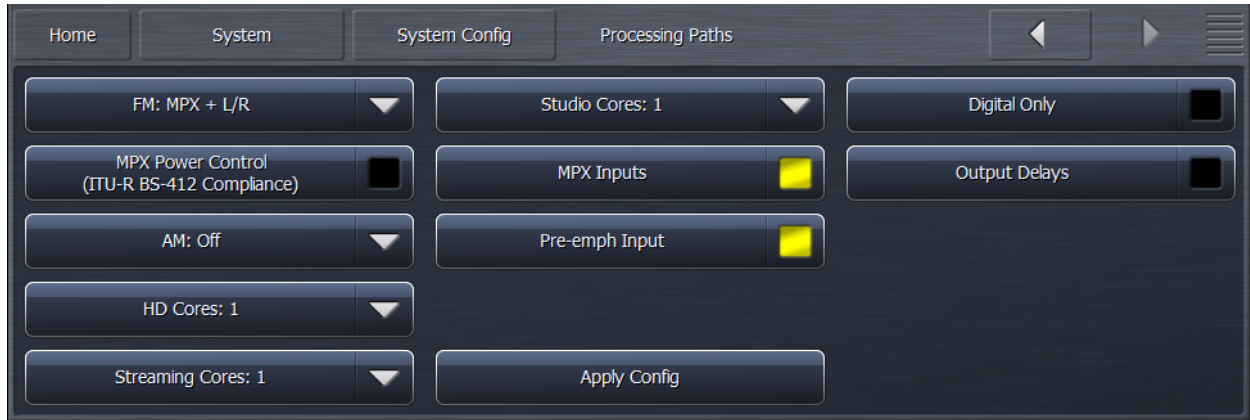 Home
System
System Config
Processing Paths
FM: MPX + L/R
Studio Cores: 1
Digital Only
MPX Power Control
(ITU-R BS-412 Compliance)
MPX Inputs
Output Delays
AM: Off
Pre-emph Input
HD Cores: 1
Streaming Cores: 1
Apply Config